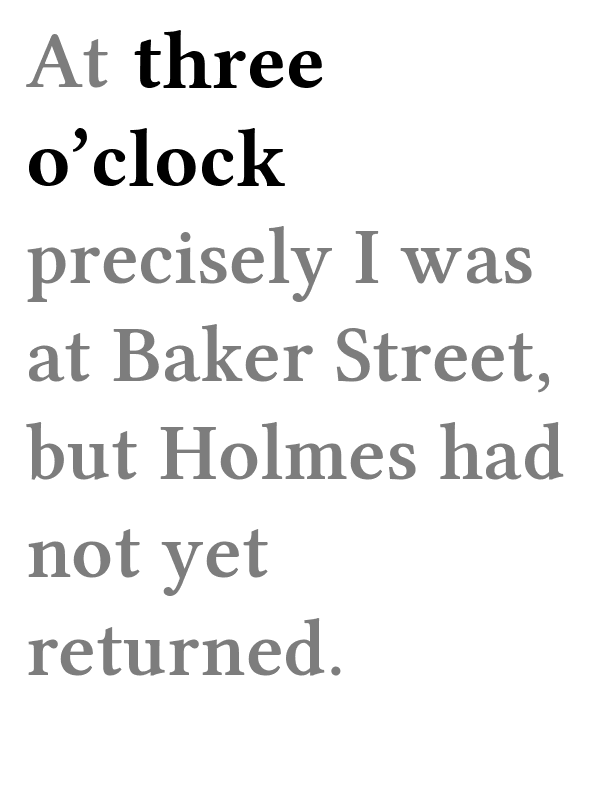 At three
o’clock
precisely I was
at Baker Street,
but Holmes had
not yet
returned.